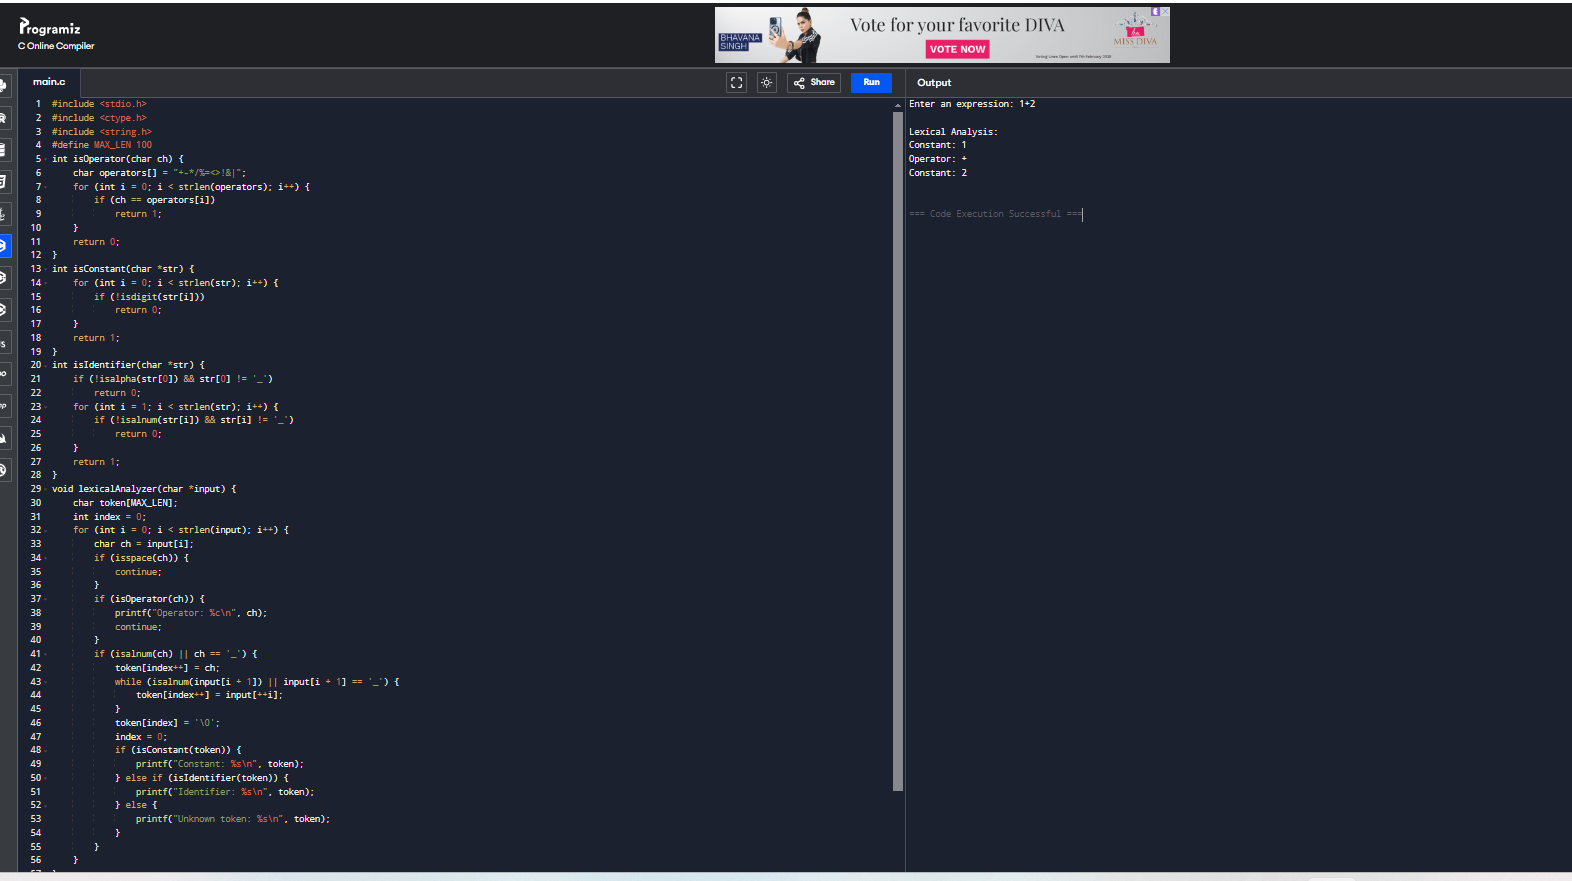 Programiz
C Online Compiler
BHAVANA
SINGH
Vote for your favorite DIVA
VOTE NOW
MISS DIVA
main.c
Share
Run
Output
1 #include <stdio.h>
2 #include <ctype.h>
3 #include <string.h>
4 #define MAX_LEN 100
5 int isOperator(char ch) {
6 char operators[] = "+-*/%=<>!&|";
7 for (int i = 0; i < strlen(operators); i++) {
8 if (ch == operators[i])
9 return 1;
10 }
11 return 0;
12 }
13 int isConstant(char *str) {
14 for (int i = 0; i < strlen(str); i++) {
15 if (!isdigit(str[i]))
16 return 0;
17 }
18 return 1;
19 }
20 int isIdentifier(char *str) {
21 if (!isalpha(str[0]) && str[0] != '_')
22 return 0;
23 for (int i = 1; i < strlen(str); i++) {
24 if (!isalnum(str[i]) && str[i] != '_')
25 return 0;
26 }
27 return 1;
28 }
29 void lexicalAnalyzer(char *input) {
30 char token[MAX_LEN];
31 int index = 0;
32 for (int i = 0; i < strlen(input); i++) {
33 char ch = input[i];
34 if (isspace(ch)) {
35 continue;
36 }
37 if (isOperator(ch)) {
38 printf("Operator: %c\n", ch);
39 continue;
40 }
41 if (isalnum(ch) || ch == '_') {
42 token[index++] = ch;
43 while (isalnum(input[i + 1]) || input[i + 1] == '_') {
44 token[index++] = input[++i];
45 }
46 token[index] = '\0';
47 index = 0;
48 if (isConstant(token)) {
49 printf("Constant: %s\n", token);
50 } else if (isIdentifier(token)) {
51 printf("Identifier: %s\n", token);
52 } else {
53 printf("Unknown token: %s\n", token);
54 }
55 }
56 }
Enter an expression: 1+2
Lexical Analysis:
Constant: 1
Operator: +
Constant: 2
=== Code Execution Successful ===